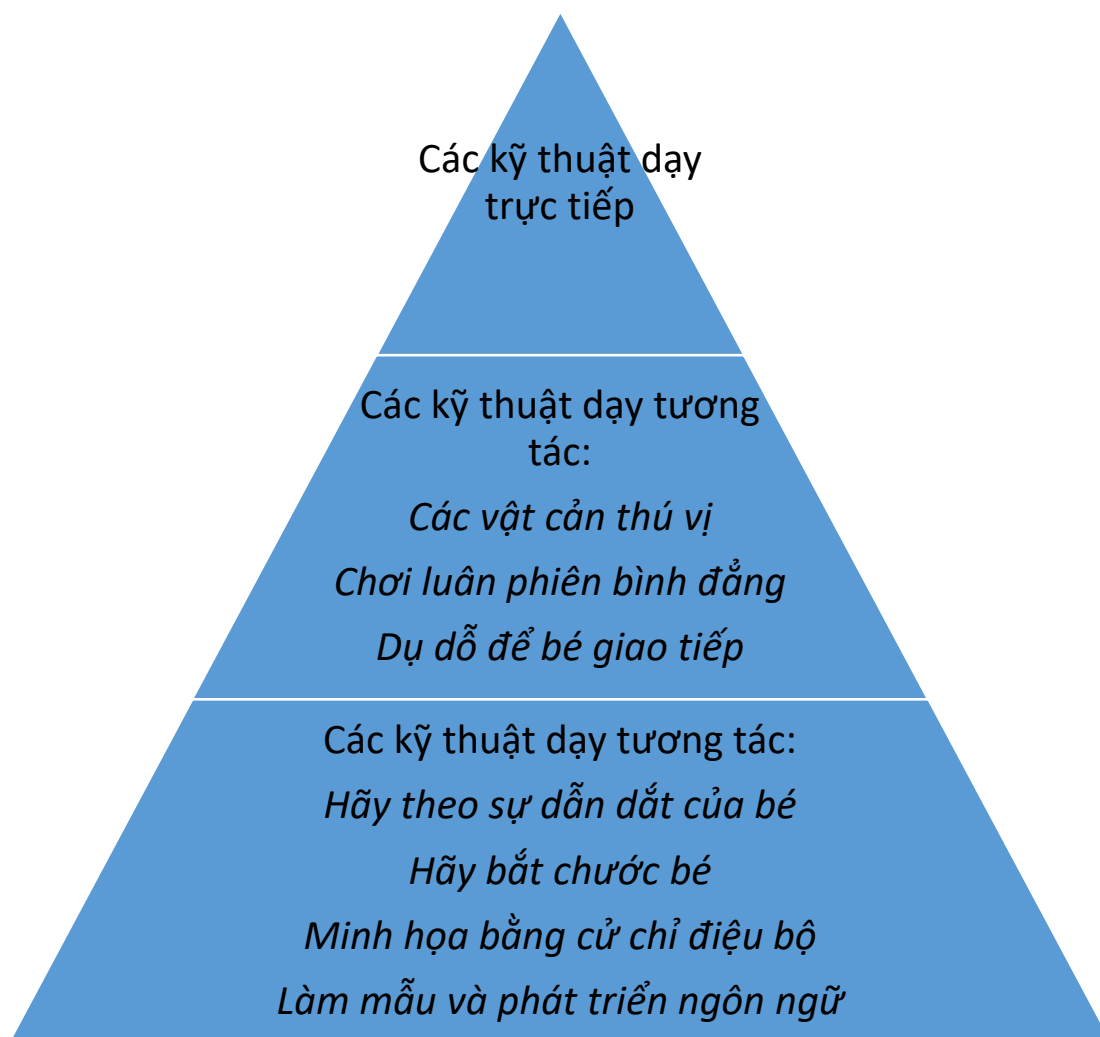 Các kỹ thuật dạy
trực tiếp
Các kỹ thuật dạy tương
tác:
Các vật cản thú vị
Chơi luân phiên bình đẳng
Dụ dỗ để bé giao tiếp
Các kỹ thuật dạy tương tác:
Hãy theo sự dẫn dắt của bé
Hãy bắt chước bé
Minh họa bằng cử chỉ điệu bộ
Làm mẫu và phát triển ngôn ngữ